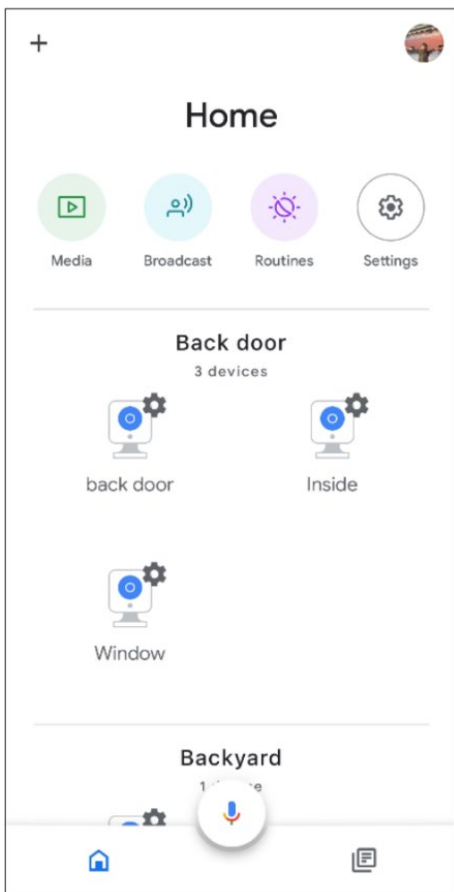 Home
Media Broadcast Routines Settings
Back door
3 devices
back door Inside
Window
Backyard